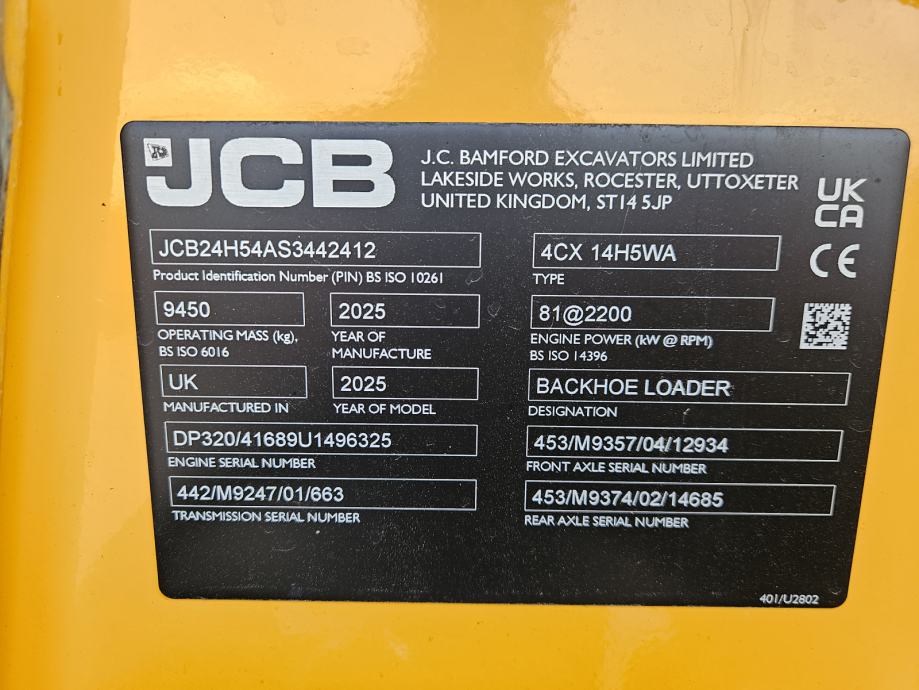 JCB
J.C. BAMFORD EXCAVATORS LIMITED
LAKESIDE WORKS, ROCESTER, UTTOXETER
UNITED KINGDOM, ST14 5JP
UK
CA
CE
JCB24H54AS3442412
Product Identification Number (PIN) BS ISO 10261
4CX 14H5WA
TYPE
9450
OPERATING MASS (kg),
BS ISO 6016
2025
YEAR OF
MANUFACTURE
81@2200
ENGINE POWER (kW @ RPM)
BS ISO 14396
UK
MANUFACTURED IN
2025
YEAR OF MODEL
BACKHOE LOADER
DESIGNATION
DP320/41689U1496325
ENGINE SERIAL NUMBER
453/M9357/04/12934
FRONT AXLE SERIAL NUMBER
442/M9247/01/663
TRANSMISSION SERIAL NUMBER
453/M9374/02/14685
REAR AXLE SERIAL NUMBER
401/U2802